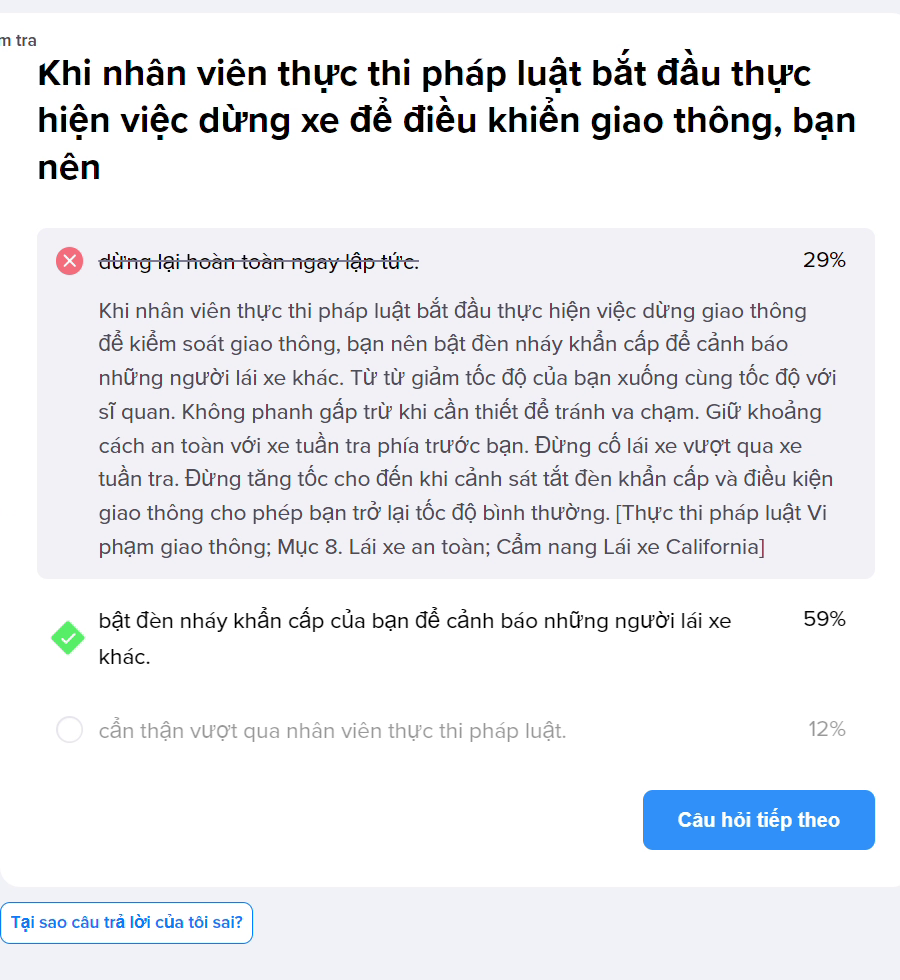 m tra
Khi nhân viên thực thi pháp luật bắt đầu thực
hiện việc dừng xe để điều khiển giao thông, bạn
nên
dừng lại hoàn toàn ngay lập tức.
29%
Khi nhân viên thực thi pháp luật bắt đầu thực hiện việc dừng giao thông
để kiểm soát giao thông, bạn nên bật đèn nháy khẩn cấp để cảnh báo
những người lái xe khác. Từ từ giảm tốc độ của bạn xuống cùng tốc độ với
sĩ quan. Không phanh gấp trừ khi cần thiết để tránh va chạm. Giữ khoảng
cách an toàn với xe tuần tra phía trước bạn. Đừng cố lái xe vượt qua xe
tuần tra. Đừng tăng tốc cho đến khi cảnh sát tắt đèn khẩn cấp và điều kiện
giao thông cho phép bạn trở lại tốc độ bình thường. [Thực thi pháp luật Vi
phạm giao thông; Mục 8. Lái xe an toàn; Cẩm nang Lái xe California]
bật đèn nháy khẩn cấp của bạn để cảnh báo những người lái xe
khác.
59%
cẩn thận vượt qua nhân viên thực thi pháp luật.
12%
Câu hỏi tiếp theo
Tại sao câu trả lời của tôi sai?